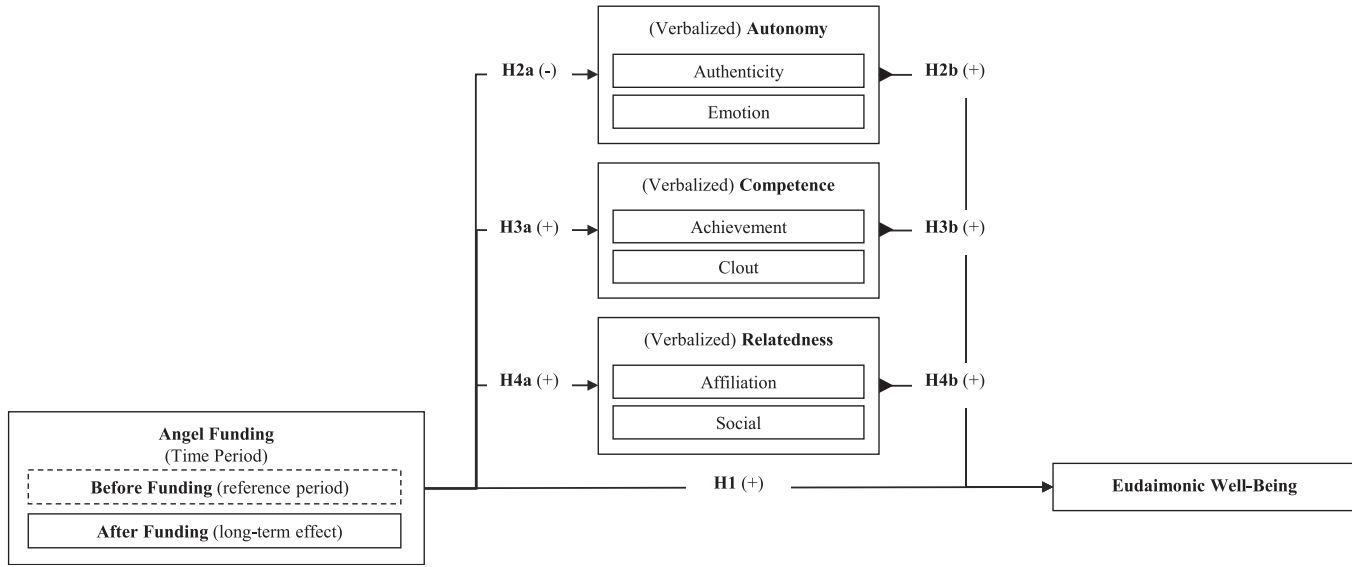 (Verbalized) Autonomy
H2a (-)
Authenticity
H2b (+)
Emotion
(Verbalized) Competence
H3a (+)
Achievement
H3b (+)
Clout
(Verbalized) Relatedness
H4a (+)
Affiliation
H4b (+)
Social
Angel Funding
(Time Period)
Before Funding (reference period)
After Funding (long-term effect)
H1 (+)
Eudaimonic Well-Being